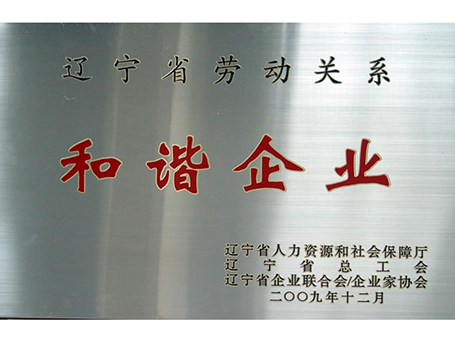 辽宁省劳动关系
和谐企业
辽宁省人力资源和社会保障厅
辽宁省总工会
辽宁省企业联合会/企业家协会
二〇〇九年十二月